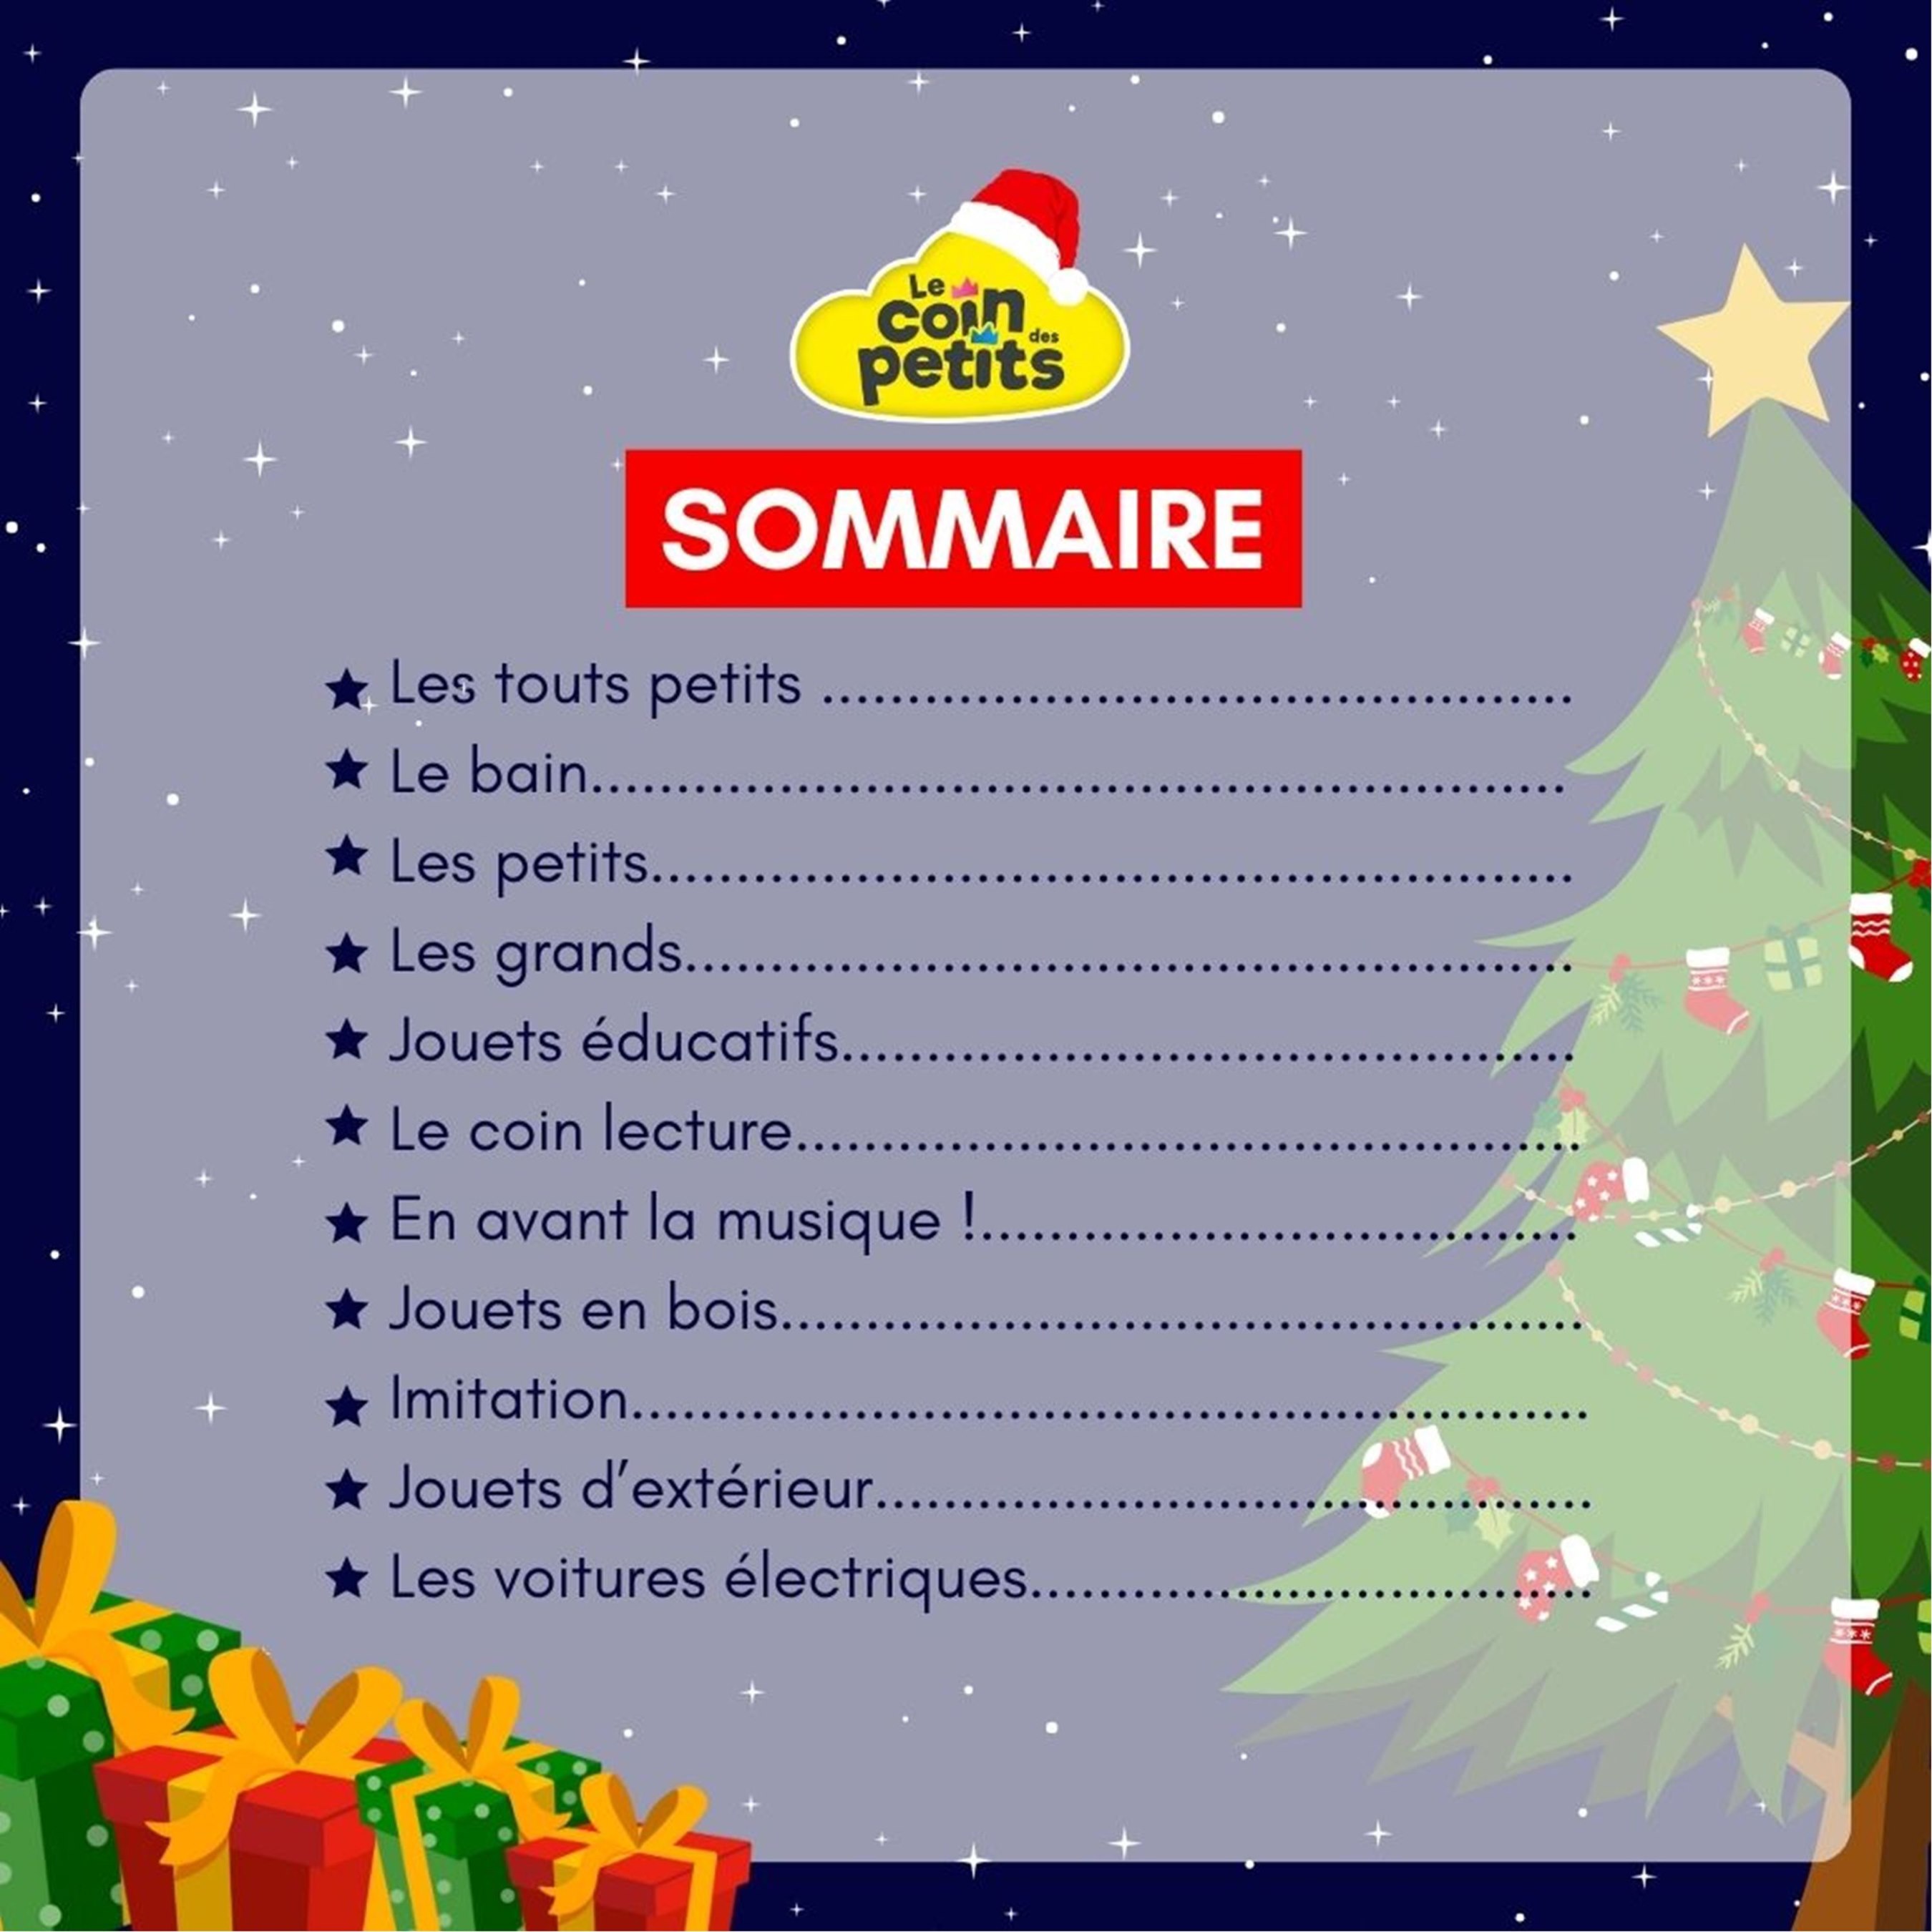 Le
coin
des
petits
SOMMAIRE
Les touts petits ............................................
Le bain.........................................................
Les petits......................................................
Les grands....................................................
Jouets éducatifs...........................................
Le coin lecture..............................................
En avant la musique !...................................
Jouets en bois...............................................
Imitation........................................................
Jouets d'extérieur..........................................
Les voitures électriques.................................